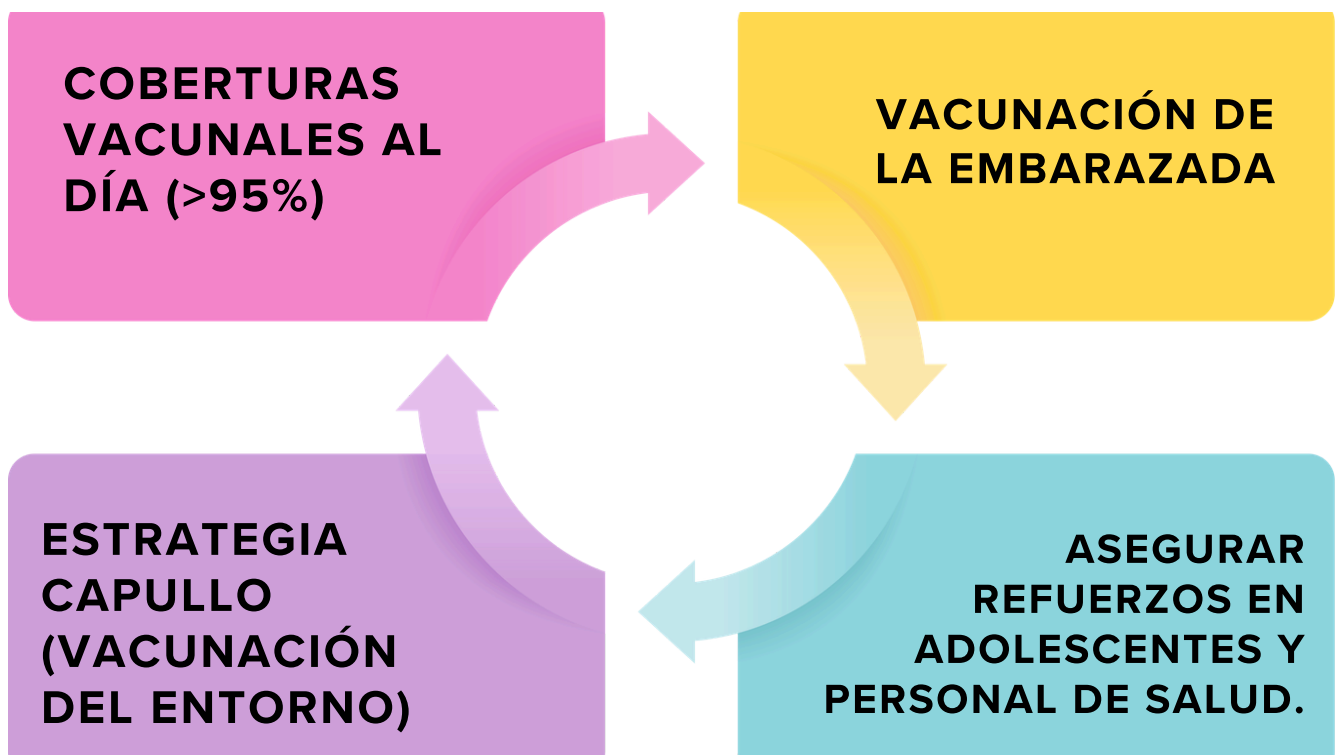 COBERTURAS
VACUNALES AL
DÍA (>95%)
VACUNACIÓN DE
LA EMBARAZADA
ESTRATEGIA
CAPULLO
(VACUNACIÓN
DEL ENTORNO)
ASEGURAR
REFUERZOS EN
ADOLESCENTES Y
PERSONAL DE SALUD.